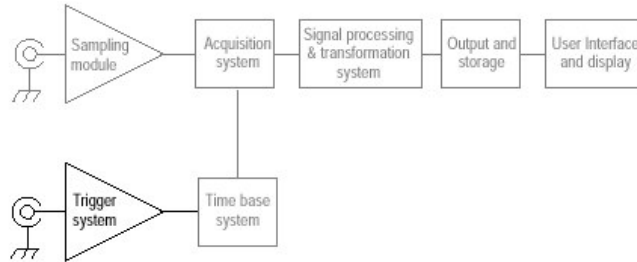 Sampling
module
Acquisition
system
Signal processing
& transformation
system
Output and
storage
User Interface
and display
Trigger
system
Time base
system